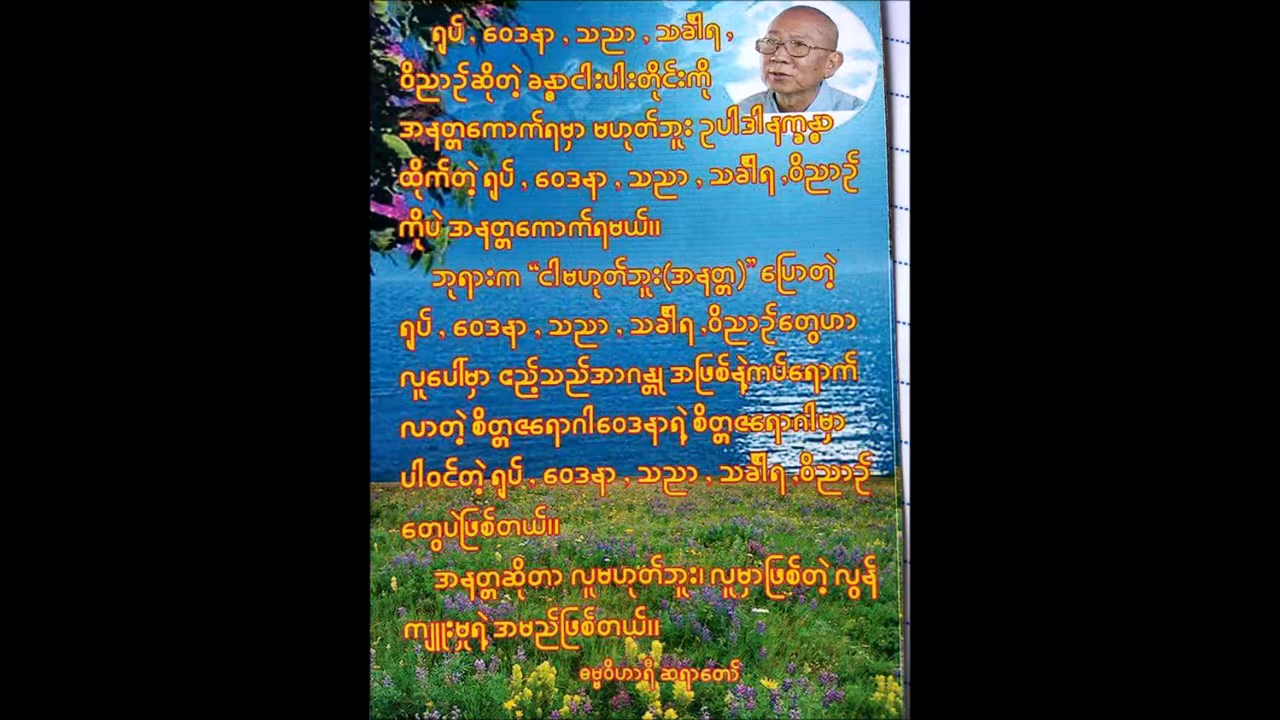 ရုပ် , ဝေဒနာ , သညာ , သင်္ခါရ ,
ဝိညာဉ်ဆိုတဲ့ ခန္ဓာငါးပါးတိုင်းကို
အနတ္တကောက်ရမှာ မဟုတ်ဘူး ဥပါဒါနက္ခန္ဓာ
ထိုက်တဲ့ ရုပ် , ဝေဒနာ , သညာ , သင်္ခါရ ,ဝိညာဉ်
ကိုပဲ အနတ္တကောက်ရမယ်။
ဘုရားက “ငါမဟုတ်ဘူး(အနတ္တ)” ပြောတဲ့
ရုပ် , ဝေဒနာ , သညာ , သင်္ခါရ ,ဝိညာဉ်တွေဟာ
လူပေါ်မှာ ဧည့်သည်အာဂန္တု အဖြစ်နဲ့ကပ်ရောက်
လာတဲ့ စိတ္တဇရောဂါဝေဒနာရဲ့ စိတ္တဇရောဂါမှာ
ပါဝင်တဲ့ ရုပ် , ဝေဒနာ , သညာ , သင်္ခါရ ,ဝိညာဉ်
တွေပဲဖြစ်တယ်။
အနတ္တဆိုတာ လူမဟုတ်ဘူး၊ လူမှာဖြစ်တဲ့ လွန်
ကျူးမှုရဲ့ အမည်ဖြစ်တယ်။
ဓမ္မဝိဟာရီ ဆရာတော်